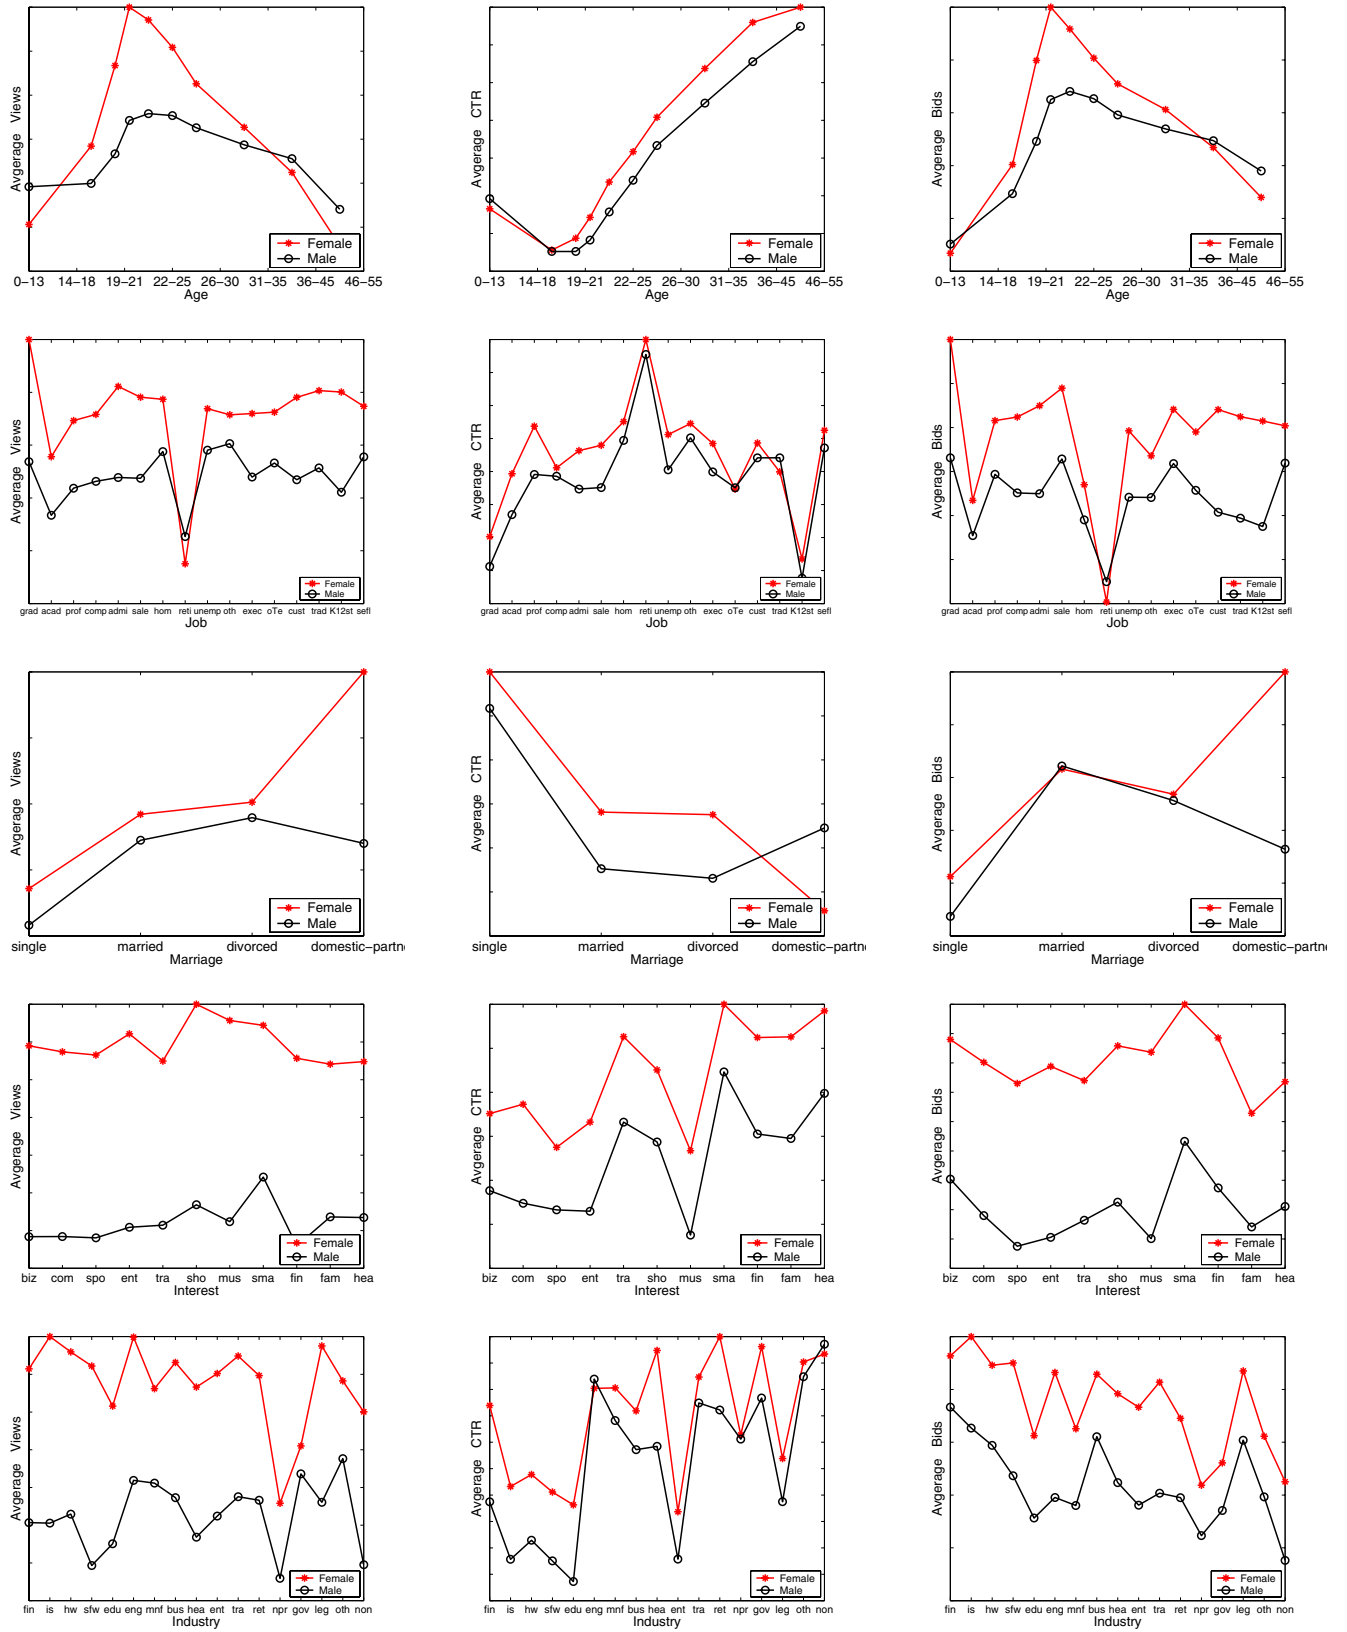 Avgerage Views
Female
Male
0–13 14–18 19–21 22–25 26–30 31–35 36–45 46–55
Age
Avgerage CTR
Female
Male
0–13 14–18 19–21 22–25 26–30 31–35 36–45 46–55
Age
Avgerage Bids
Female
Male
0–13 14–18 19–21 22–25 26–30 31–35 36–45 46–55
Age
Avgerage Views
Female
Male
grad acad prof comp admi sale hom reti unemp oth exec oTe cust trad K12st sefl
Job
Avgerage CTR
Female
Male
grad acad prof comp admi sale hom reti unemp oth exec oTe cust trad K12st sefl
Job
Avgerage Bids
Female
Male
grad acad prof comp admi sale hom reti unemp oth exec oTe cust trad K12st sefl
Job
Avgerage Views
Female
Male
single married divorced domestic–partne
Marriage
Avgerage CTR
Female
Male
single married divorced domestic–partne
Marriage
Avgerage Bids
Female
Male
single married divorced domestic–partne
Marriage
Avgerage Views
Female
Male
biz com spo ent tra sho mus sma fin fam hea
Interest
Avgerage CTR
Female
Male
biz com spo ent tra sho mus sma fin fam hea
Interest
Avgerage Bids
Female
Male
biz com spo ent tra sho mus sma fin fam hea
Interest
Avgerage Views
Female
Male
fin is hw sfw edu eng mnf bus hea ent tra ret npr gov leg oth non
Industry
Avgerage CTR
Female
Male
fin is hw sfw edu eng mnf bus hea ent tra ret npr gov leg oth non
Industry
Avgerage Bids
Female
Male
fin is hw sfw edu eng mnf bus hea ent tra ret npr gov leg oth non
Industry